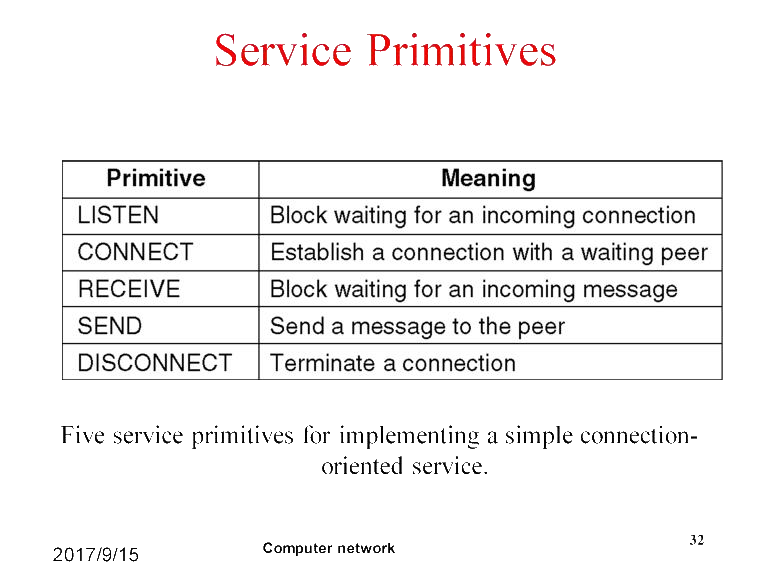 Service Primitives
Primitive Meaning
LISTEN Block waiting for an incoming connection
CONNECT Establish a connection with a waiting peer
RECEIVE Block waiting for an incoming message
SEND Send a message to the peer
DISCONNECT Terminate a connection
Five service primitives for implementing a simple connection-
oriented service.
2017/9/15 Computer network 32